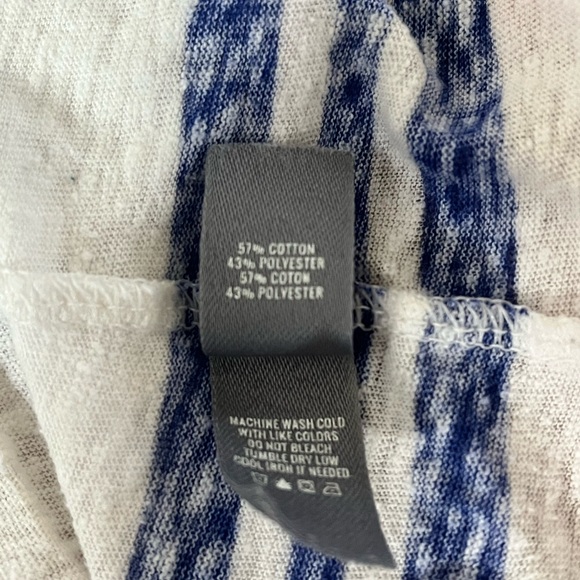 57% COTTON
43% POLYESTER
57% COTON
43% POLYESTER
MACHINE WASH COLD
WITH LIKE COLORS
DO NOT BLEACH
TUMBLE DRY LOW
COOL IRON IF NEEDED